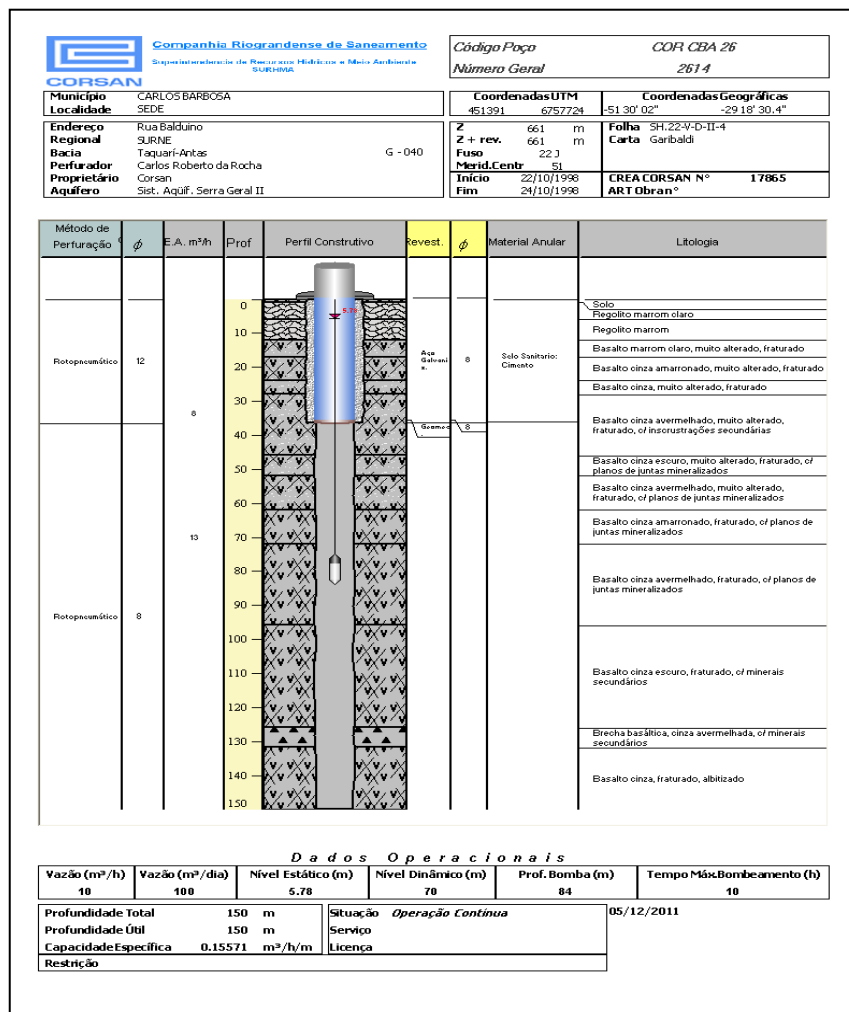 CORSAN
Companhia Riograndense de Saneamento
Superintendencia de Recursos Hídricos e Meio Ambiente
SURHMA
Código Poço COR CBA 26
Número Geral 2614
Município CARLOS BARBOSA
Localidade SEDE
Coordenadas UTM
451391 6757724
Coordenadas Geográficas
-51 30' 02" -29 18' 30.4"
Endereço Rua Balduino
Regional SURNE
Bacia Taquarí-Antas G - 040
Perfurador Carlos Roberto da Rocha
Proprietário Corsan
Aquífero Sist. Aqüíf. Serra Geral II
Z 661 m
Z + rev. 661 m
Fuso 22 J
Merid.Centr 51
Início 22/10/1998
Fim 24/10/1998
Folha SH.22-V-D-II-4
Carta Garibaldi
CREA CORSAN N° 17865
ART Obra n°
Método de Perfuração ϕ E.A. m³/h Prof Perfil Construtivo Revest. ϕ Material Anular Litologia
0
10
20
30
40
50
60
70
80
90
100
110
120
130
140
150
5.78
Rotopneumático 12
8
13
Rotopneumático 8
Aço
Galvani
8
Selo Sanitario:
Cimento
8
Solo
Regolito marrom claro
Regolito marrom
Basalto marrom claro, muito alterado, fraturado
Basalto cinza amarronado, muito alterado, fraturado
Basalto cinza, muito alterado, fraturado
Basalto cinza avermelhado, muito alterado,
fraturado, c/ inscrustrações secundárias
Basalto cinza escuro, muito alterado, fraturado, c/
planos de juntas mineralizados
Basalto cinza avermelhado, muito alterado,
fraturado, c/ planos de juntas mineralizados
Basalto cinza amarronado, fraturado, c/ planos de
juntas mineralizados
Basalto cinza avermelhado, fraturado, c/ planos de
juntas mineralizados
Basalto cinza escuro, fraturado, c/ minerais
secundários
Brecha basáltica, cinza avermelhada, c/ minerais
secundários
Basalto cinza, fraturado, albitizado
Dados Operacionais
Vazão (m³/h) Vazão (m³/dia) Nível Estático (m) Nível Dinâmico (m) Prof. Bomba (m) Tempo Máx.Bombeamento (h)
10 100 5.78 70 84 10
Profundidade Total 150 m
Profundidade Útil 150 m
Capacidade Específica 0.15571 m³/h/m
Situação Operação Contínua
Serviço
Licença
05/12/2011
Restrição